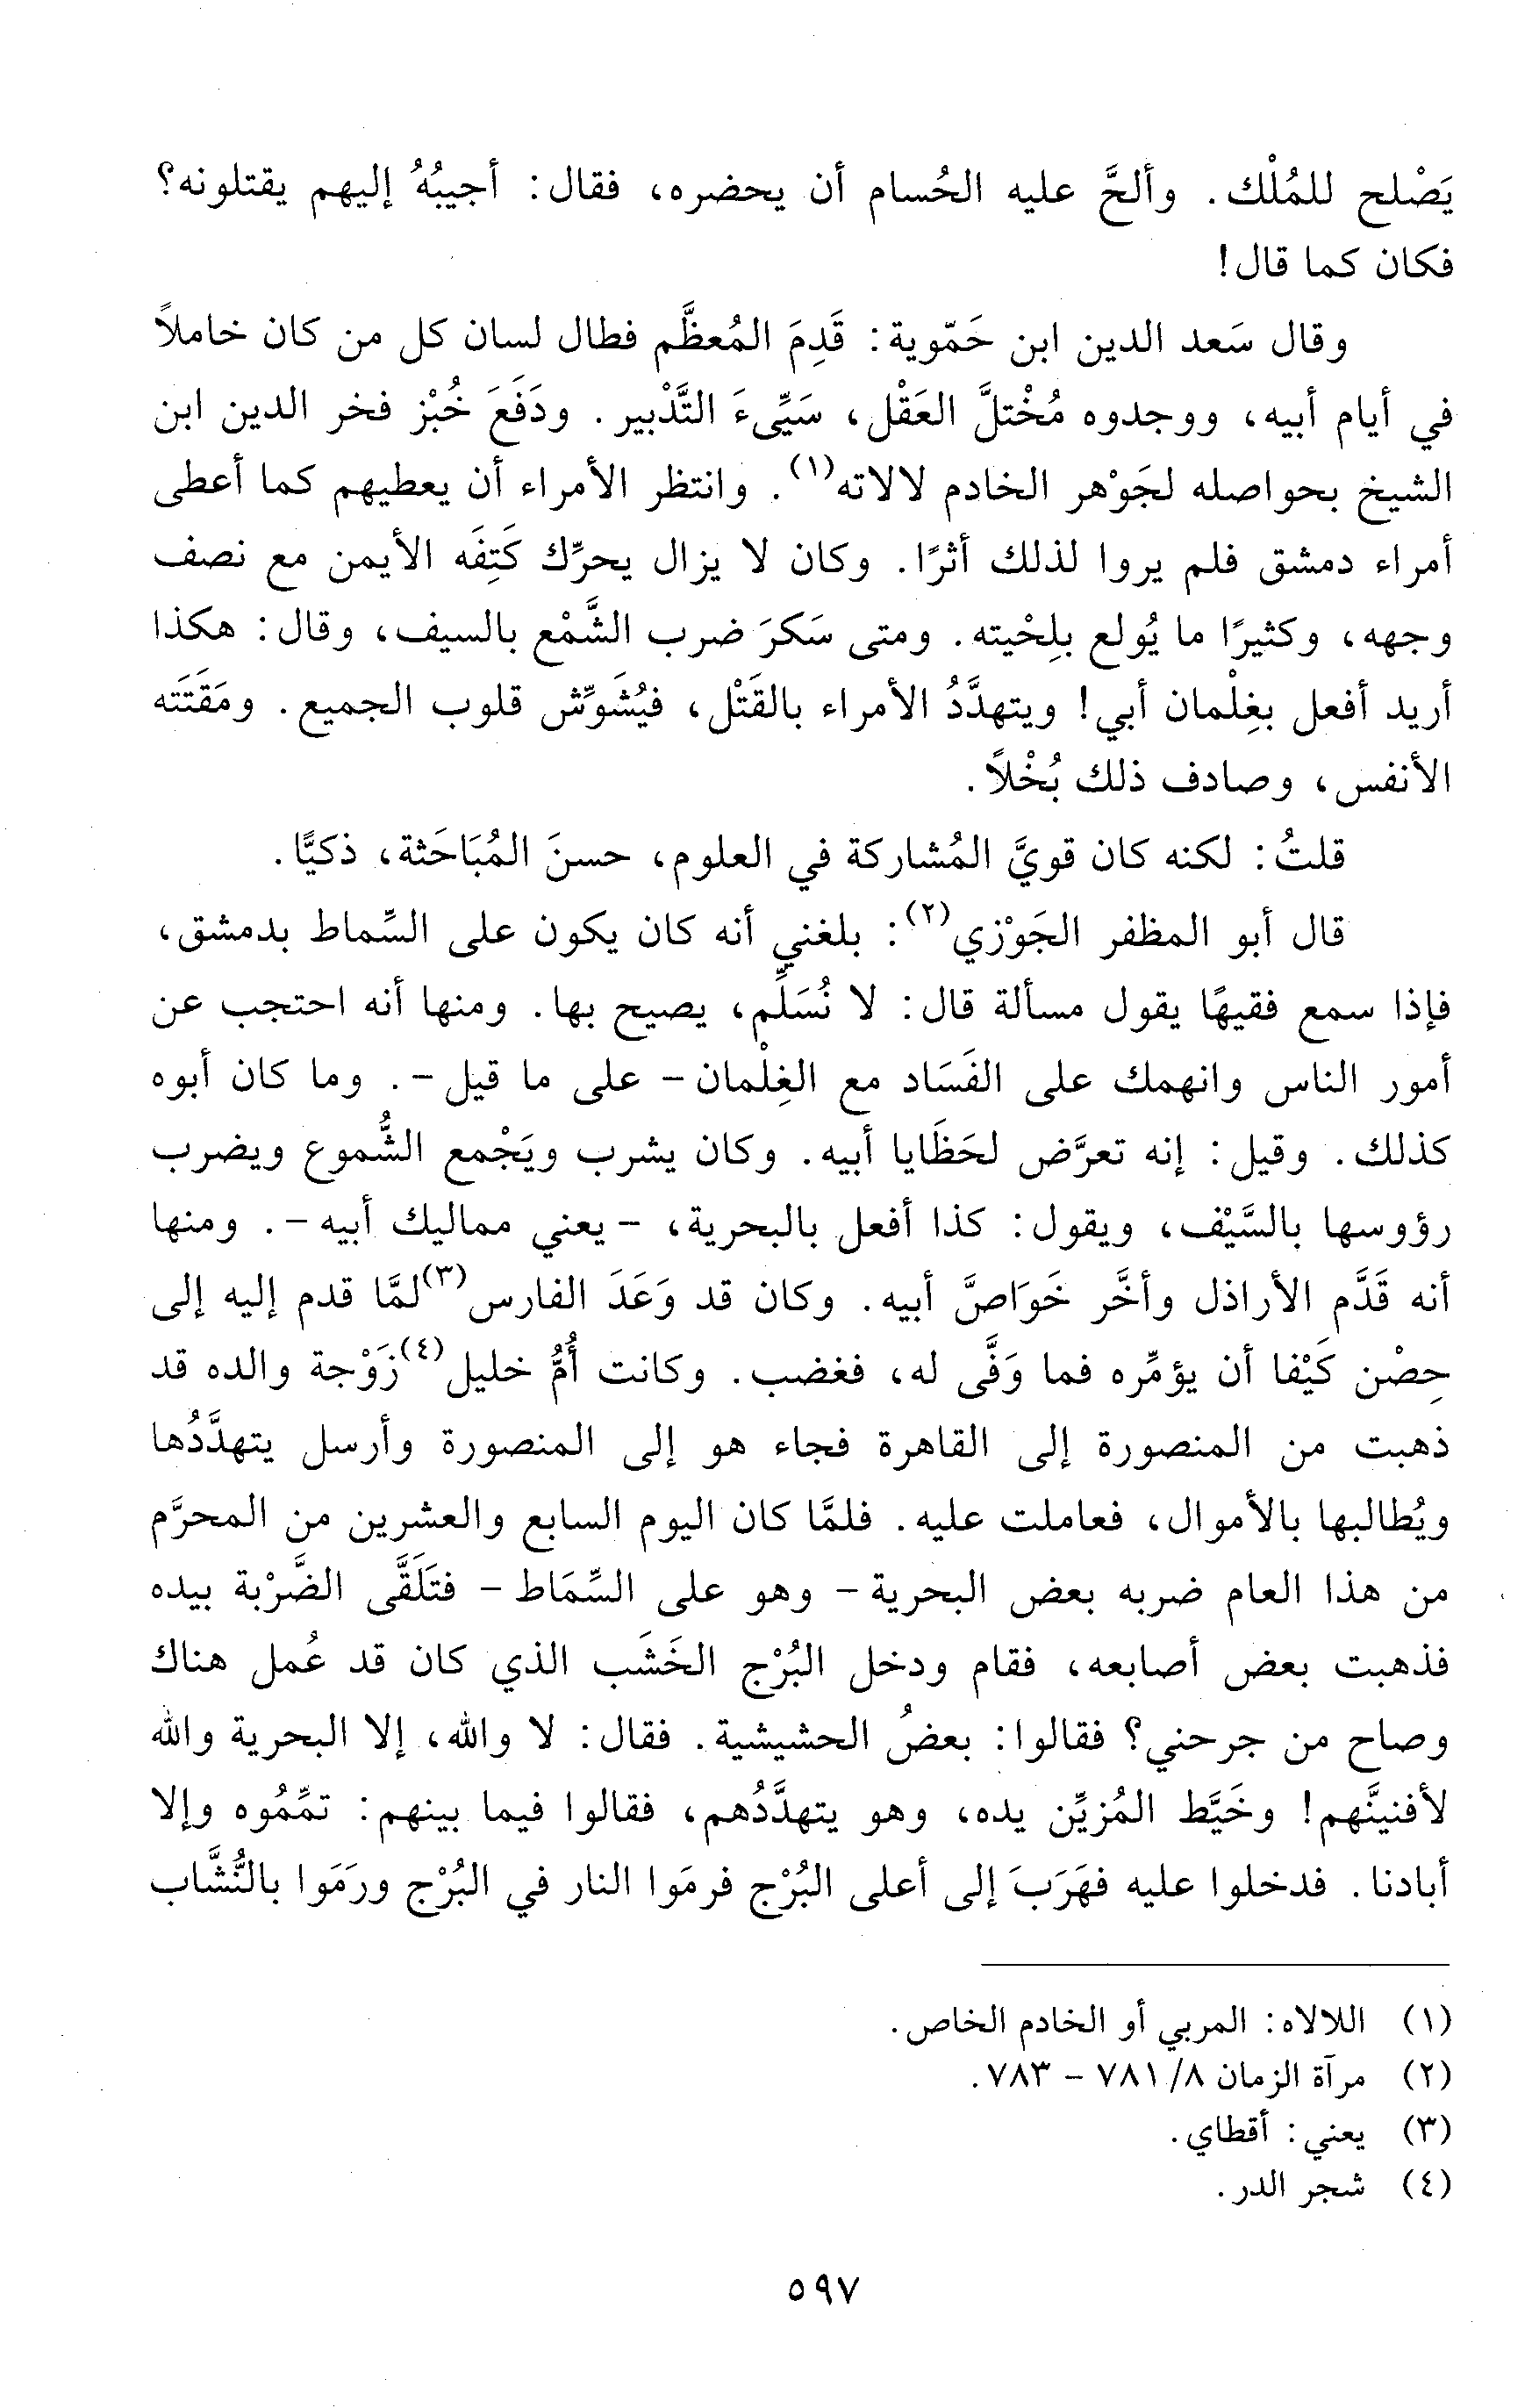 يَصْلح للمُلْك. وألحَّ عليه الحُسام أن يحضره، فقال: أجيبُهُ إليهم يقتلونه؟
فكان كما قال!
وقال سَعد الدين ابن حَمّوية: قَدِمَ المُعظَّم فطال لسان كل من كان خاملاً
في أيام أبيه، ووجدوه مُخْتلَّ العَقْل، سَيِّىءَ التَّدْبير. ودَفَعَ خُبْز فخر الدين ابن
الشيخ بحواصله لجَوْهر الخادم لالاته(١). وانتظر الأمراء أن يعطيهم كما أعطى
أمراء دمشق فلم يروا لذلك أثرًا. وكان لا يزال يحرِّك كَتِفَه الأيمن مع نصف
وجهه، وكثيرًا ما يُولع بلِحْيته. ومتى سَكرَ ضرب الشَّمْع بالسيف، وقال: هكذا
أريد أفعل بغِلْمان أبي! ويتهدَّدُ الأمراء بالقَتْل، فيُشَوِّش قلوب الجميع. ومَقَتَته
الأنفس، وصادف ذلك بُخْلاً.
قلتُ: لكنه كان قويَّ المُشاركة في العلوم، حسنَ المُبَاحَثة، ذكيًّا.
قال أبو المظفر الجَوْزي(٢): بلغني أنه كان يكون على السِّماط بدمشق،
فإذا سمع فقيهًا يقول مسألة قال: لا نُسَلِّم، يصيح بها. ومنها أنه احتجب عن
أمور الناس وانهمك على الفَسَاد مع الغِلْمان - على ما قيل -. وما كان أبوه
كذلك. وقيل: إنه تعرَّض لحَظَايا أبيه. وكان يشرب ويَجْمع الشُّموع ويضرب
رؤوسها بالسَّيْف، ويقول: كذا أفعل بالبحرية، - يعني مماليك أبيه -. ومنها
أنه قَدَّم الأراذل وأخَّر خَوَاصَّ أبيه. وكان قد وَعَدَ الفارس(٣) لمَّا قدم إليه إلى
حِصْن كَيْفا أن يؤمِّره فما وَفَّى له، فغضب. وكانت أُمُّ خليل(٤) زَوْجة والده قد
ذهبت من المنصورة إلى القاهرة فجاء هو إلى المنصورة وأرسل يتهدَّدُها
ويُطالبها بالأموال، فعاملت عليه. فلمَّا كان اليوم السابع والعشرين من المحرَّم
من هذا العام ضربه بعض البحرية - وهو على السِّمَاط - فتَلَقَّى الضَّرْبة بيده
فذهبت بعض أصابعه، فقام ودخل البُرْج الخَشَب الذي كان قد عُمل هناك
وصاح من جرحني؟ فقالوا: بعضُ الحشيشية. فقال: لا والله، إلا البحرية والله
لأفنينَّهم! وخَيَّط المُزيِّن يده، وهو يتهدَّدُهم، فقالوا فيما بينهم: تمِّمُوه وإلا
أبادنا. فدخلوا عليه فهَرَبَ إلى أعلى البُرْج فرمَوا النار في البُرْج ورَمَوا بالنُّشَّاب
(١) اللالاه: المربي أو الخادم الخاص.
(٢) مرآة الزمان ٨/ ٧٨١ - ٧٨٣.
(٣) يعني: أقطاي.
(٤) شجر الدر.
٥٩٧